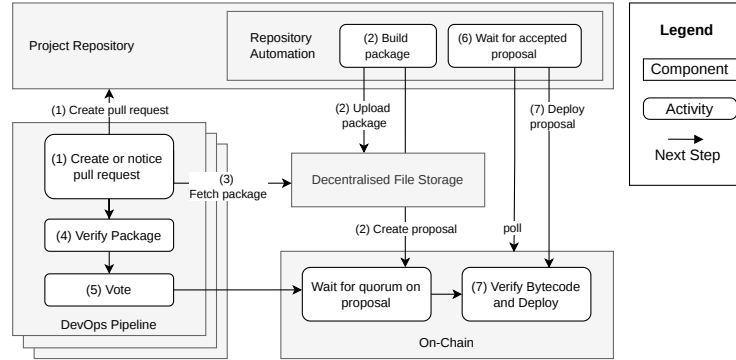 Project Repository
Repository
Automation
(2) Build
package
(6) Wait for accepted
proposal
Legend
Component
Activity
Next Step
(1) Create pull request
(2) Upload
package
(7) Deploy
proposal
(1) Create or notice
pull request
(3)
Fetch package
Decentralised File Storage
(4) Verify Package
(2) Create proposal
poll
(5) Vote
Wait for quorum on
proposal
(7) Verify Bytecode
and Deploy
DevOps Pipeline
On-Chain